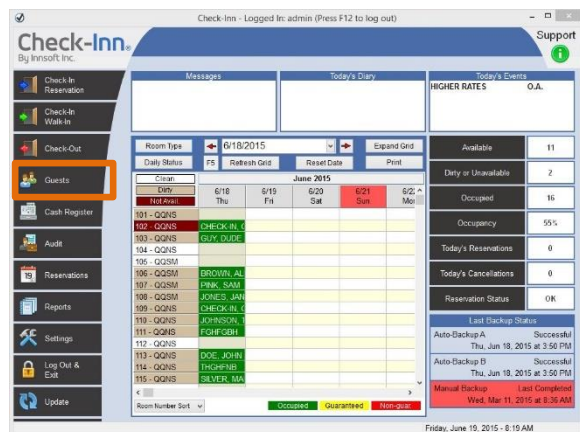 Check-Inn - Logged In: admin (Press F12 to log out)
Check-Inn®
By Innsoft Inc.
Support
Check-In
Reservation
Check-In
Walk-In
Check-Out
Guests
Cash Register
Audit
Reservations
Reports
Settings
Log Out &
Exit
Update
Messages
Today's Diary
Today's Events
HIGHER RATES O.A.
Room Type 6/18/2015 Expand Grid
Daily Status F5 Refresh Grid Reset Date Print
Clean June 2015
Dirty 6/18 6/19 6/20 6/21 6/22
Not Avail. Thu Fri Sat Sun Mon
101 - QQNS
102 - QQNS CHECK-IN, C
103 - QQNS GUY, DUDE
104 - QQNS
105 - QQSM
106 - QQSM BROWN, AL
107 - QQSM PINK, SAM
108 - QQSM JONES, JAN
109 - QQNS CHECK-IN, C
110 - QQNS JOHNSON, T
111 - QQNS FGHFGBH
112 - QQNS
113 - QQNS DOE, JOHN
114 - QQNS THGHFNB
115 - QQNS SILVER, MA
Room Number Sort Occupied Guaranteed Non-guar.
Available 11
Dirty or Unavailable 2
Occupied 16
Occupancy 55%
Today's Reservations 0
Today's Cancellations 0
Reservation Status OK
Last Backup Status
Auto-Backup A Successful
Thu, Jun 18, 2015 at 3:50 PM
Auto-Backup B Successful
Thu, Jun 18, 2015 at 3:50 PM
Manual Backup Last Completed
Wed, Mar 11, 2015 at 8:36 AM
Friday, June 19, 2015 - 8:19 AM